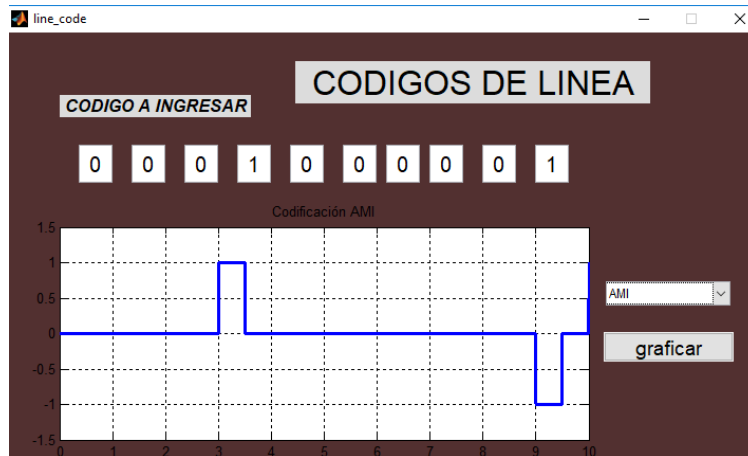 line_code
CODIGOS DE LINEA
CODIGO A INGRESAR
0 0 0 1 0 0 0 0 0 1
Codificación AMI
1.5
1
0.5
0
-0.5
-1
-1.5
0 1 2 3 4 5 6 7 8 9 10
AMI
graficar